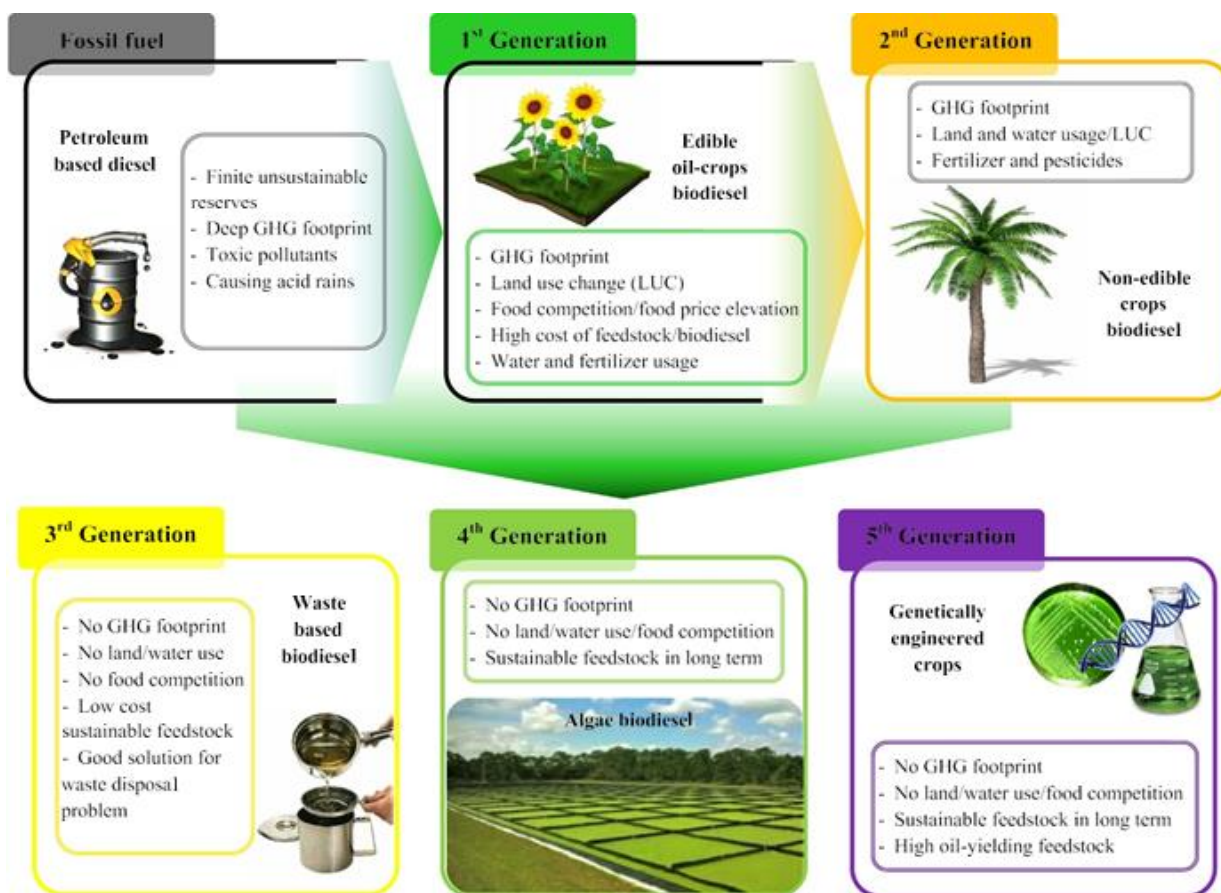 Fossil fuel
Petroleum
based diesel
- Finite unsustainable
reserves
- Deep GHG footprint
- Toxic pollutants
- Causing acid rains
1st Generation
Edible
oil-crops
biodiesel
- GHG footprint
- Land use change (LUC)
- Food competition/food price elevation
- High cost of feedstock/biodiesel
- Water and fertilizer usage
2nd Generation
- GHG footprint
- Land and water usage/LUC
- Fertilizer and pesticides
Non-edible
crops
biodiesel
3rd Generation
Waste
based
biodiesel
- No GHG footprint
- No land/water use
- No food competition
- Low cost
sustainable feedstock
- Good solution for
waste disposal
problem
4th Generation
- No GHG footprint
- No land/water use/food competition
- Sustainable feedstock in long term
Algae biodiesel
5th Generation
Genetically
engineered
crops
- No GHG footprint
- No land/water use/food competition
- Sustainable feedstock in long term
- High oil-yielding feedstock